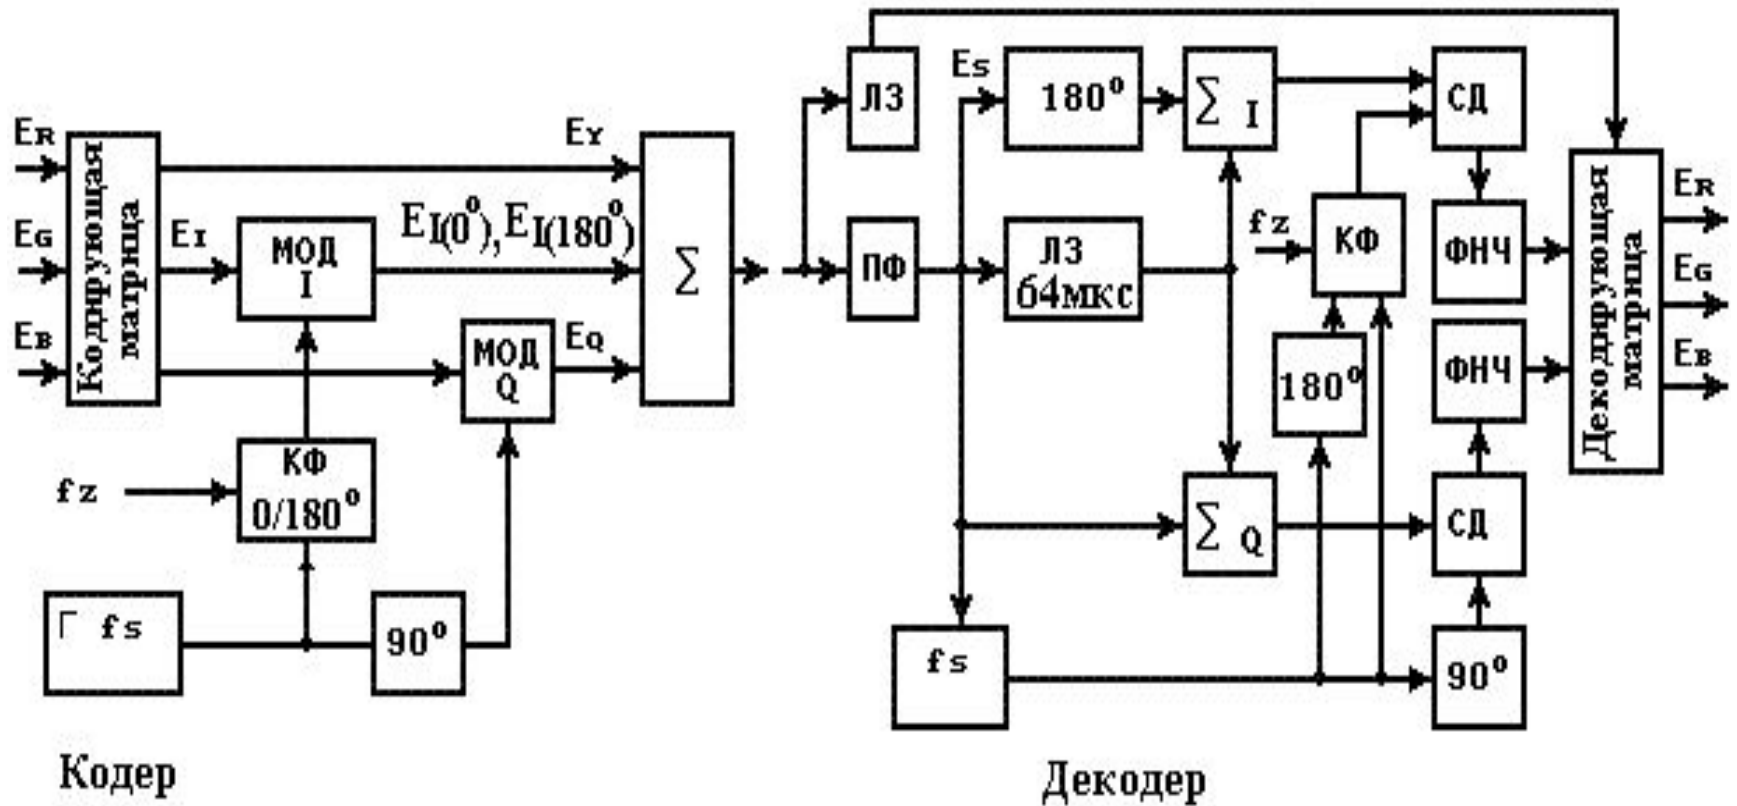 ER
EG
EB
Кодирующая
матрица
EI
МОД
I
EY
EI(0°), EI(180°)
МОД
Q
EQ
Σ
fz
КФ
0/180°
Г fs
90°
Кодер
ЛЗ
ПФ
Es
180°
ЛЗ
64мкс
Σ I
Σ Q
fs
fz
КФ
180°
СД
ФНЧ
ФНЧ
СД
90°
Декодирующая
матрица
ER
EG
EB
Декодер